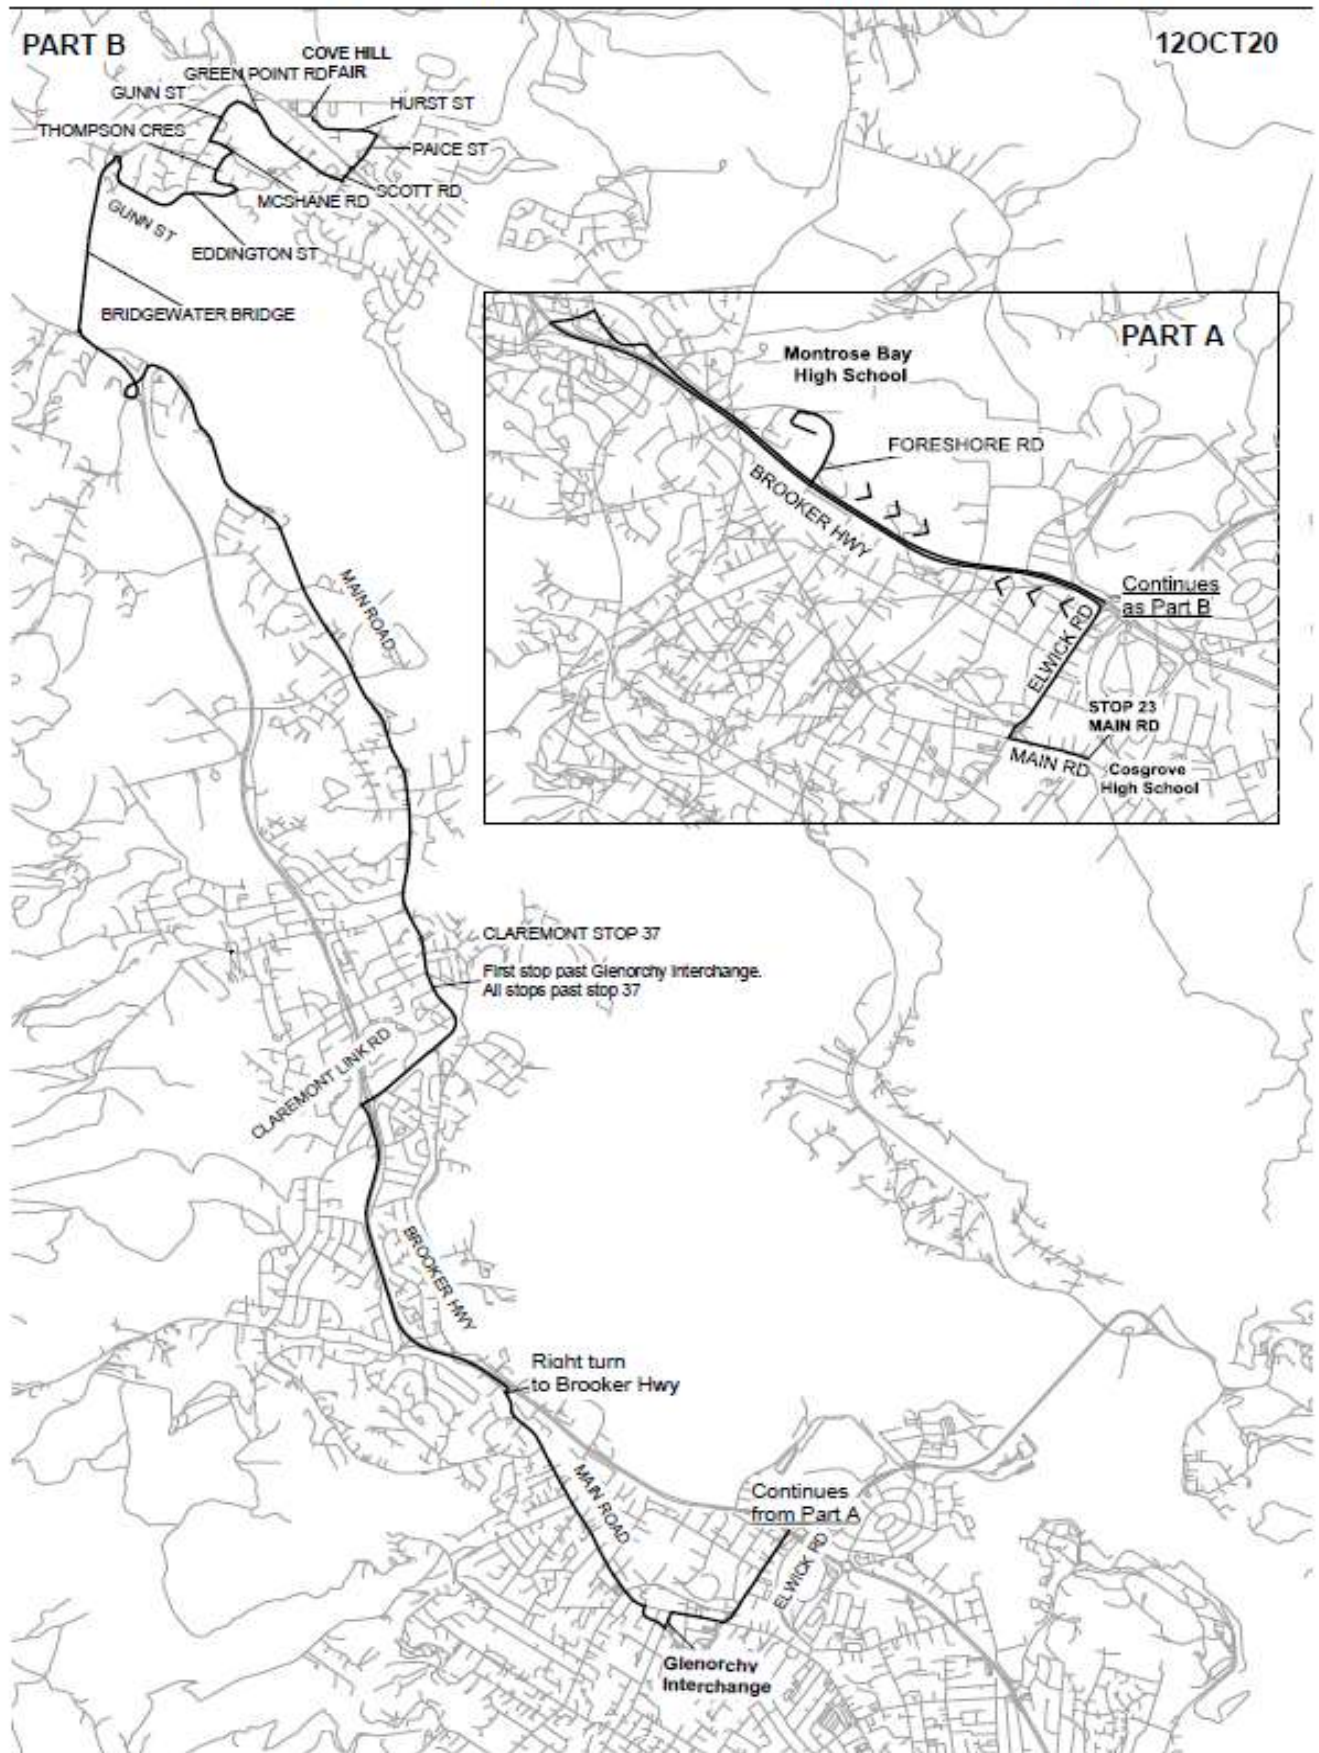 PART B
12OCT20
COVE HILL
FAIR
GREEN POINT RD
GUNN ST
HURST ST
THOMPSON CRES
PAICE ST
SCOTT RD
MCSHANE RD
GUNN ST
EDDINGTON ST
BRIDGEWATER BRIDGE
PART A
Montrose Bay
High School
FORESHORE RD
BROOKER HWY
Continues
as Part B
ELWICK RD
STOP 23
MAIN RD
MAIN RD
Cosgrove
High School
MAIN ROAD
CLAREMONT STOP 37
First stop past Glenorchy Interchange.
All stops past stop 37
CLAREMONT LINK RD
BROOKER HWY
Right turn
to Brooker Hwy
MAIN ROAD
Continues
from Part A
ELWICK RD
Glenorchy
Interchange